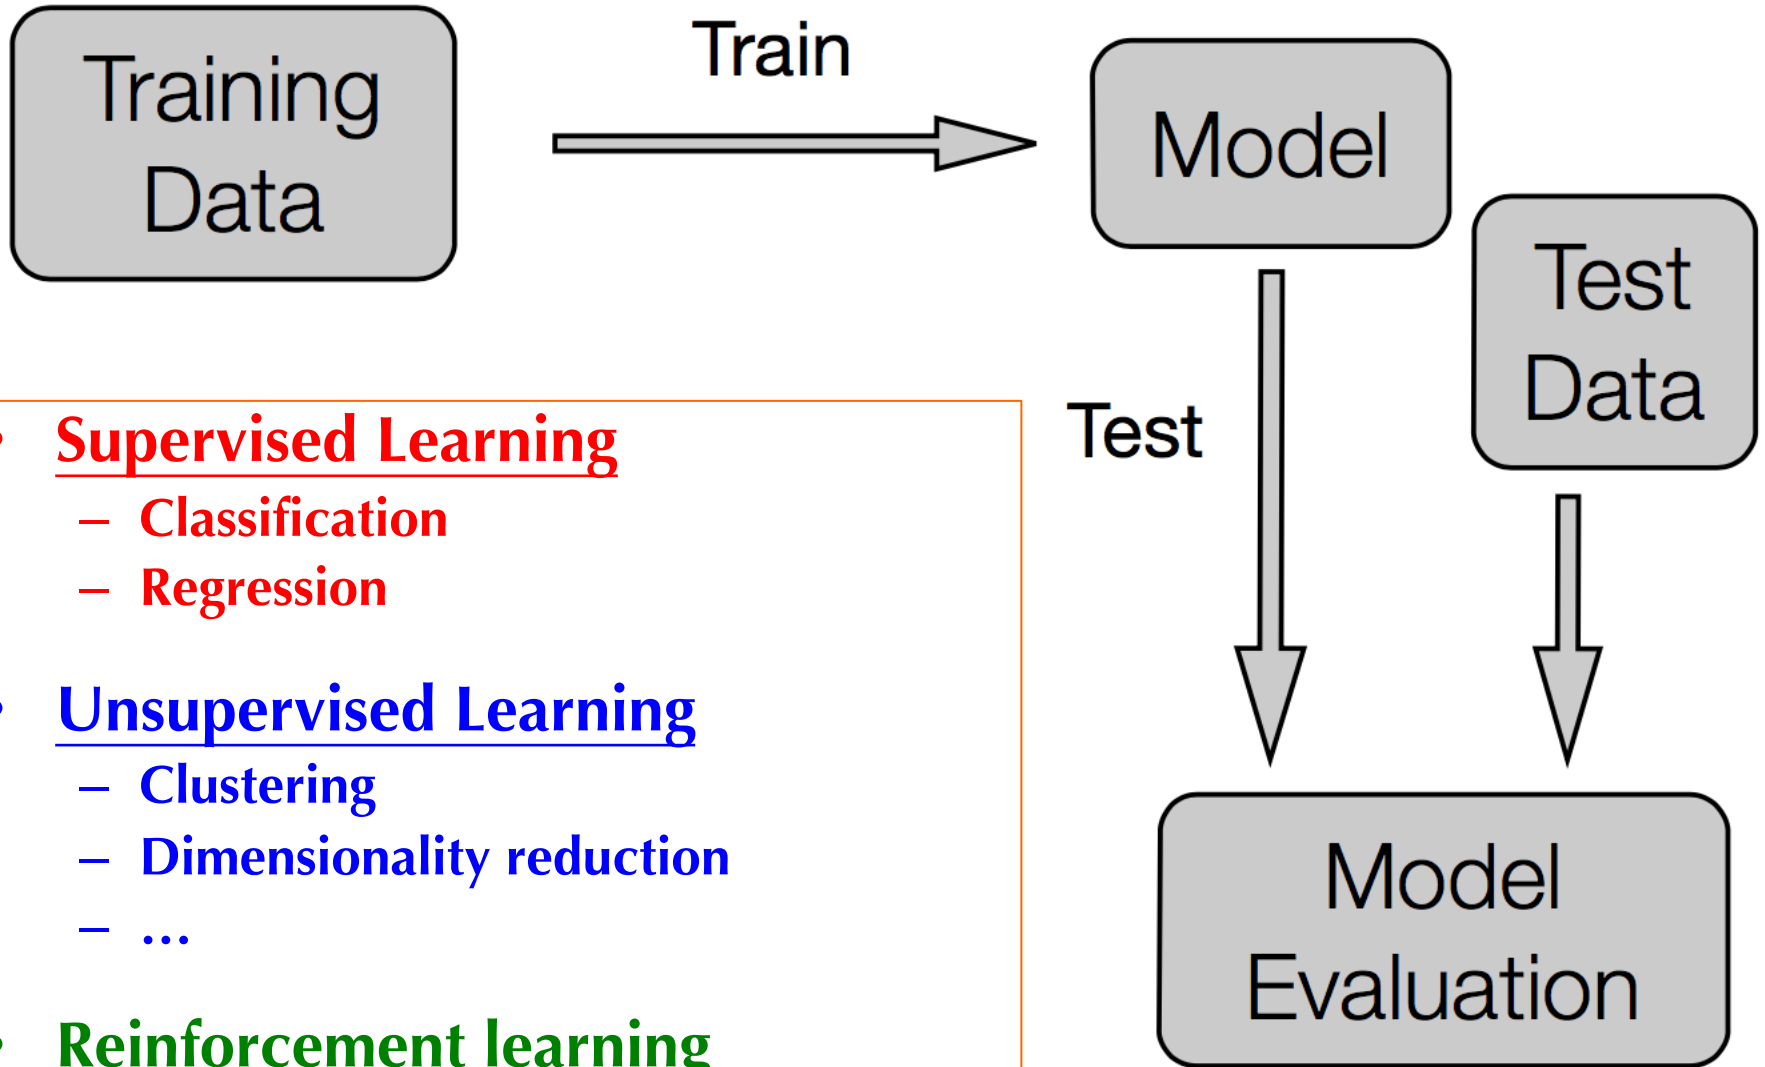 Training
Data
Train
Model
Test
Data
Test
• Supervised Learning
– Classification
– Regression
• Unsupervised Learning
– Clustering
– Dimensionality reduction
– …
• Reinforcement learning
Model
Evaluation